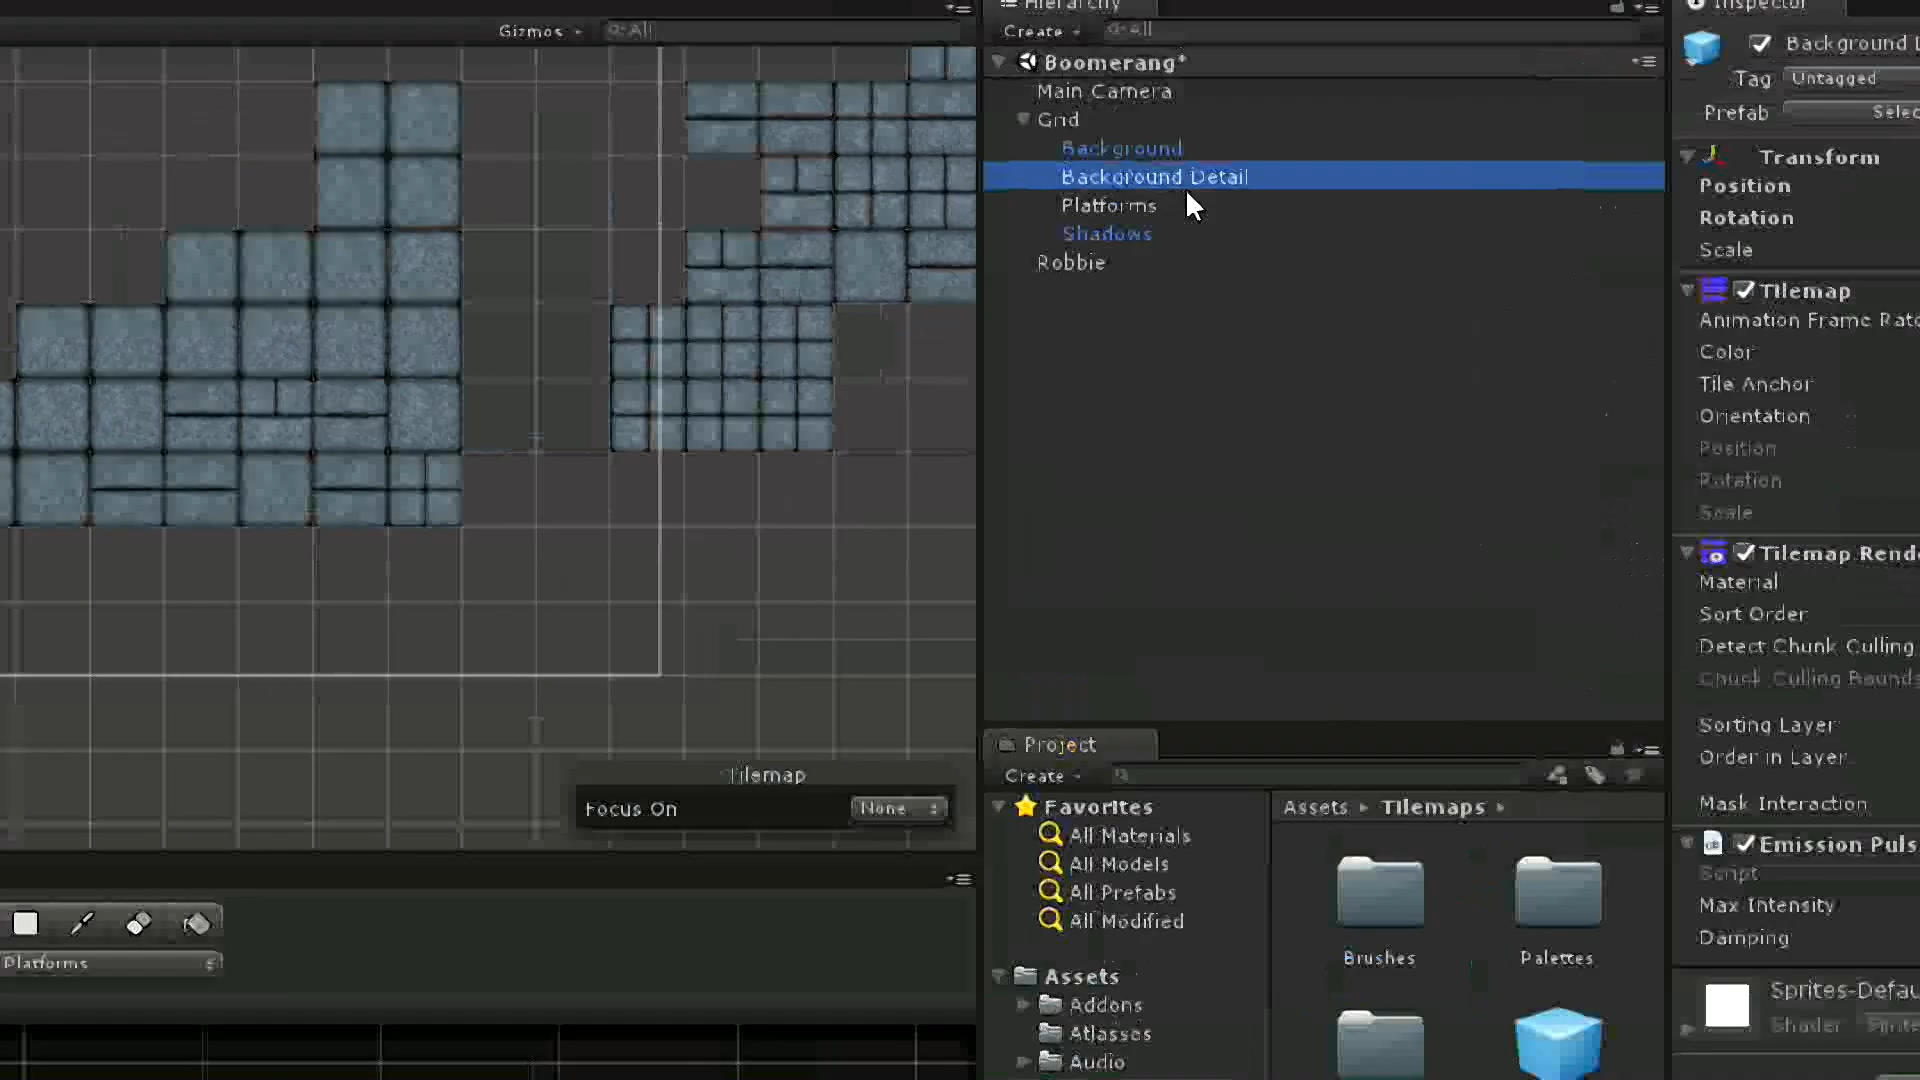 Gizmos
All
Hierarchy
Create
All
Boomerang*
Main Camera
Grid
Background
Background Detail
Platforms
Shadows
Robbie
Inspector
Background
Tag
Untagged
Prefab
Transform
Position
Rotation
Scale
Tilemap
Animation Frame Rate
Color
Tile Anchor
Orientation
Position
Rotation
Scale
Tilemap Rend
Material
Sort Order
Detect Chunk Culling
Chunk Culling Bounds
Sorting Layer
Order in Layer
Mask Interaction
Emission Puls
Script
Max Intensity
Damping
Sprites-Defau
Shader
Tilemap
Focus On
None
Platforms
Project
Create
Favorites
All Materials
All Models
All Prefabs
All Modified
Assets
Addons
Atlasses
Audio
Assets
Tilemaps
Brushes
Palettes